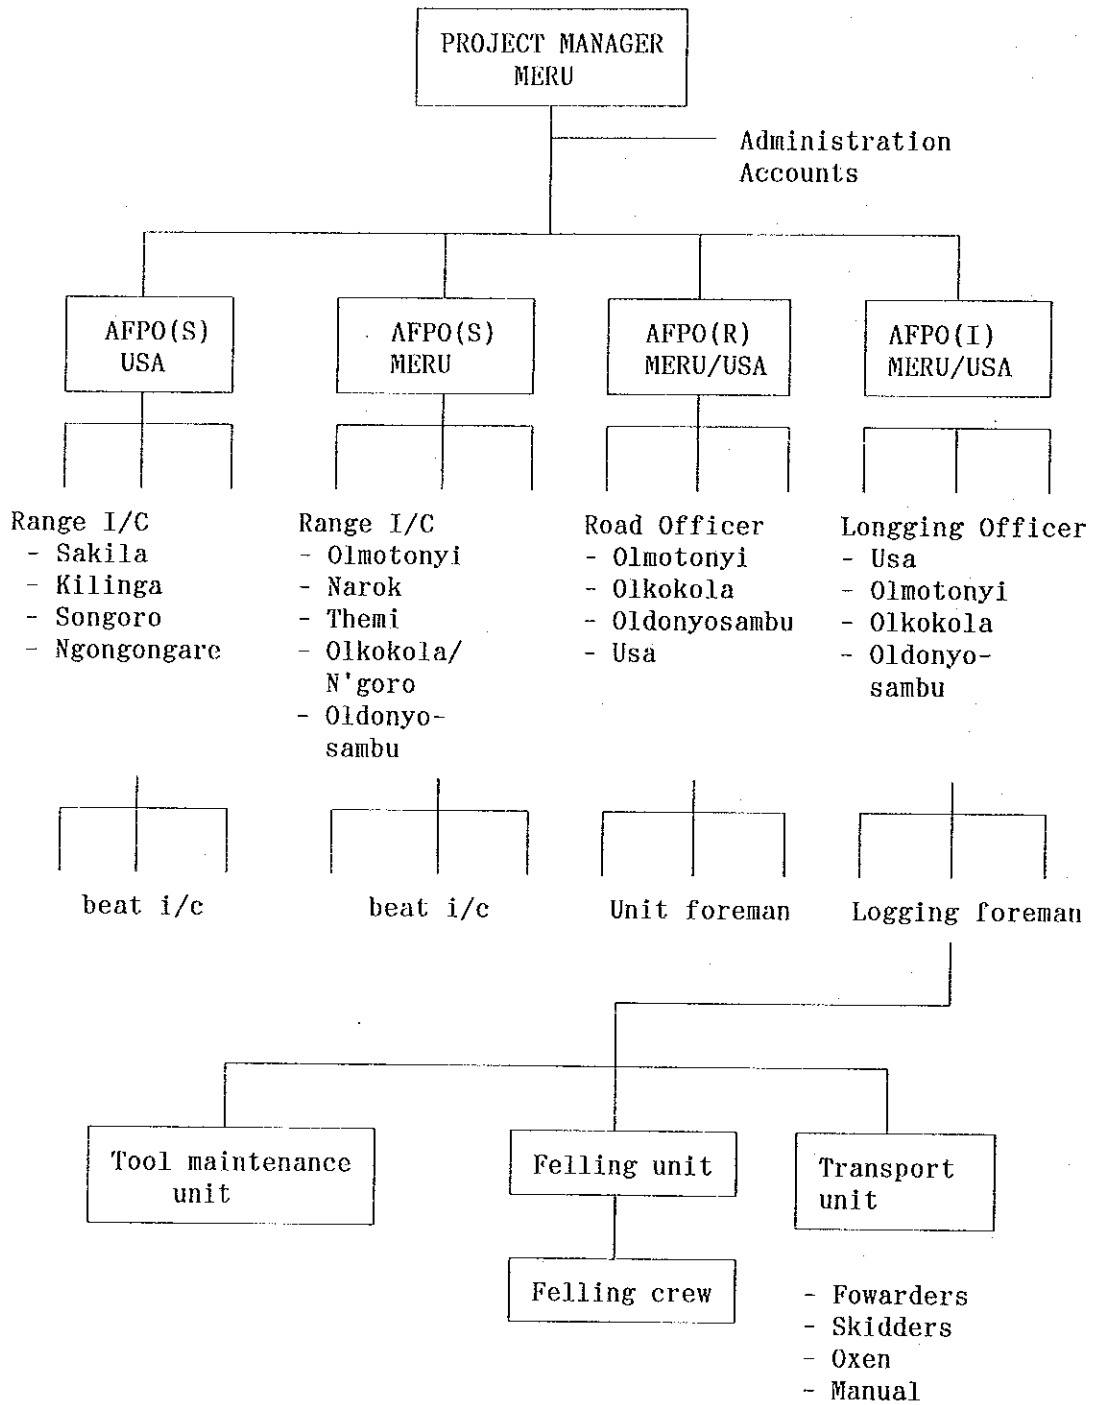 PROJECT MANAGER
MERU
Administration
Accounts
AFPO(S)
USA
AFPO(S)
MERU
AFPO(R)
MERU/USA
AFPO(I)
MERU/USA
Range I/C
- Sakila
- Kilinga
- Songoro
- Ngongongare
Range I/C
- Olmotonyi
- Narok
- Themi
- Olkokola/
N'goro
- Oldonyo-
sambu
Road Officer
- Olmotonyi
- Olkokola
- Oldonyosambu
- Usa
Longging Officer
- Usa
- Olmotonyi
- Olkokola
- Oldonyo-
sambu
beat i/c
beat i/c
Unit foreman
Logging foreman
Tool maintenance
unit
Felling unit
Transport
unit
Felling crew
- Fowarders
- Skidders
- Oxen
- Manual